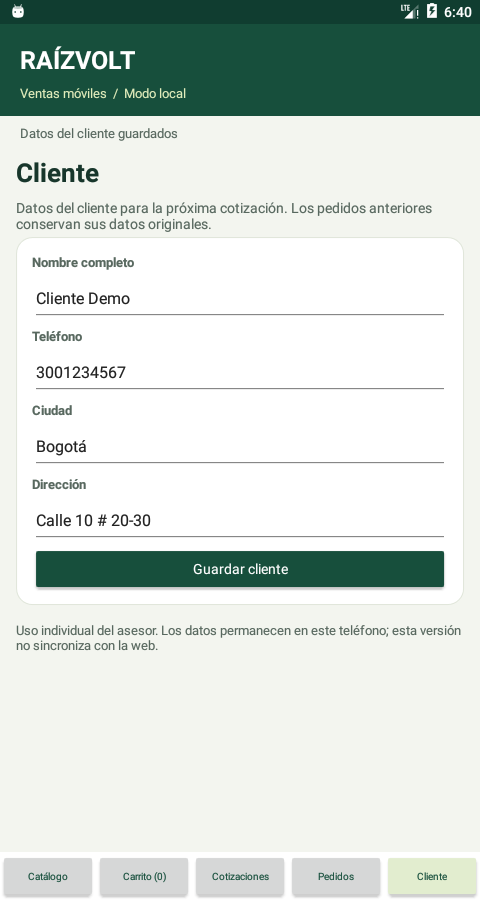 LTE 6:40
RAÍZVOLT
Ventas móviles / Modo local
Datos del cliente guardados
Cliente
Datos del cliente para la próxima cotización. Los pedidos anteriores
conservan sus datos originales.
Nombre completo
Cliente Demo
Teléfono
3001234567
Ciudad
Bogotá
Dirección
Calle 10 # 20-30
Guardar cliente
Uso individual del asesor. Los datos permanecen en este teléfono; esta versión
no sincroniza con la web.
Catálogo Carrito (0) Cotizaciones Pedidos Cliente